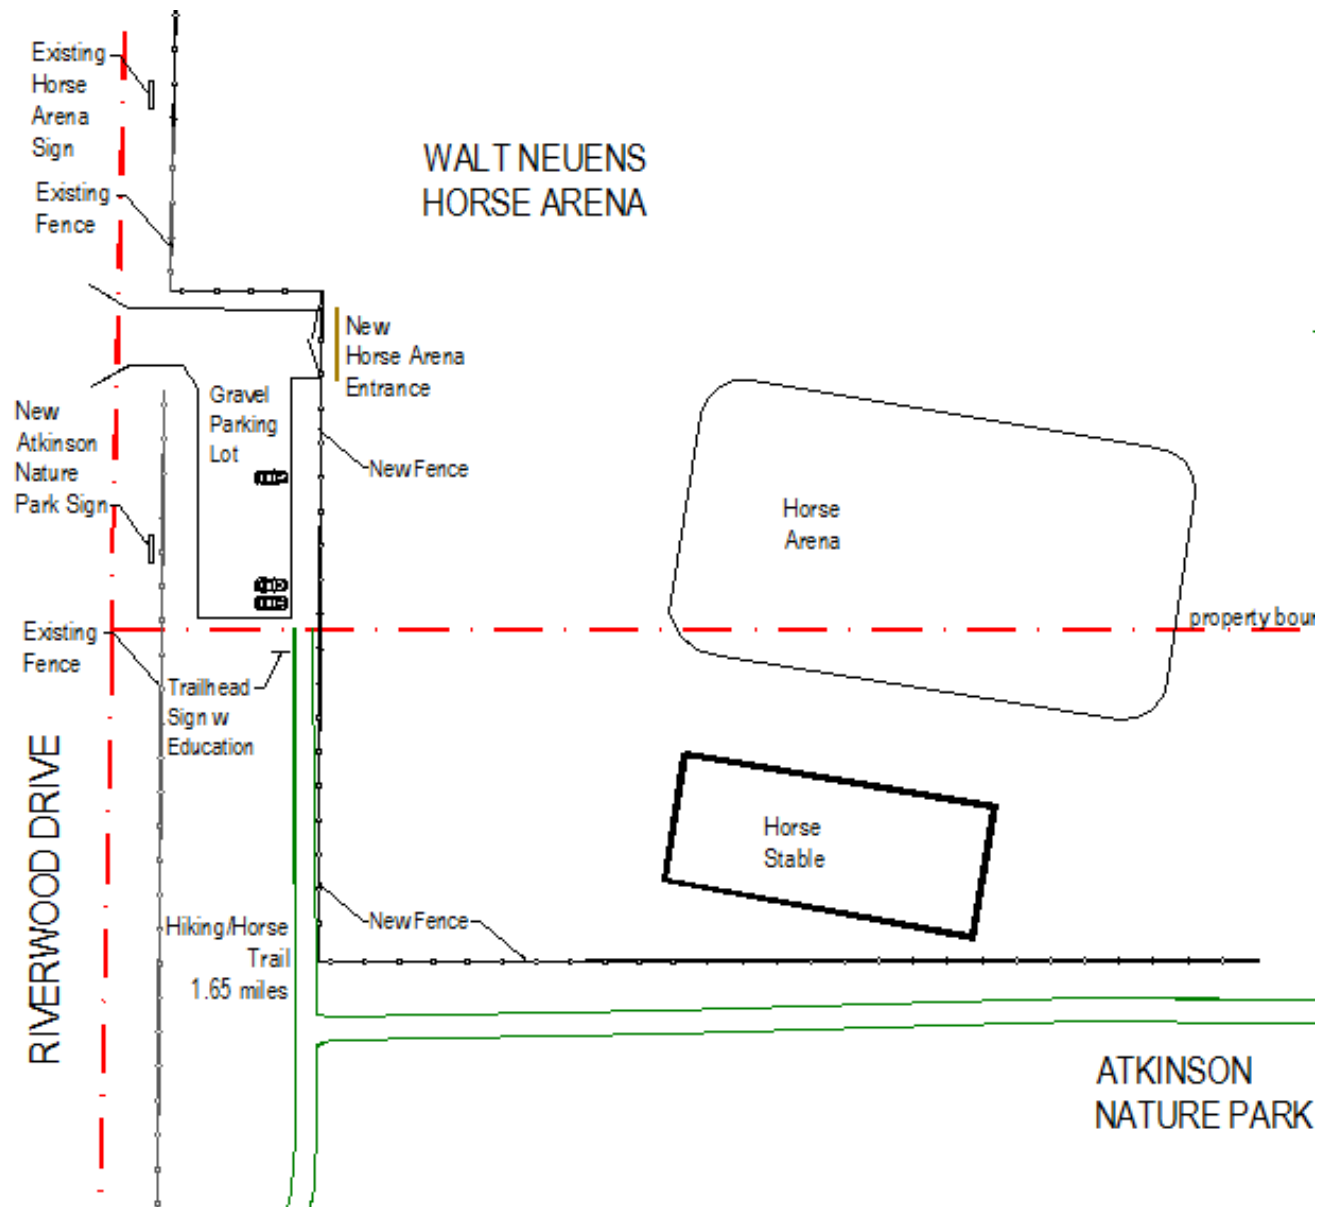 Existing
Horse
Arena
Sign
WALT NEUENS
HORSE ARENA
Existing
Fence
New
Horse Arena
Entrance
Gravel
Parking
Lot
New
Atkinson
Nature
Park Sign
New Fence
Horse
Arena
property boun
Existing
Fence
Trailhead
Sign w
Education
RIVERWOOD DRIVE
Horse
Stable
Hiking/Horse
Trail
1.65 miles
New Fence
ATKINSON
NATURE PARK